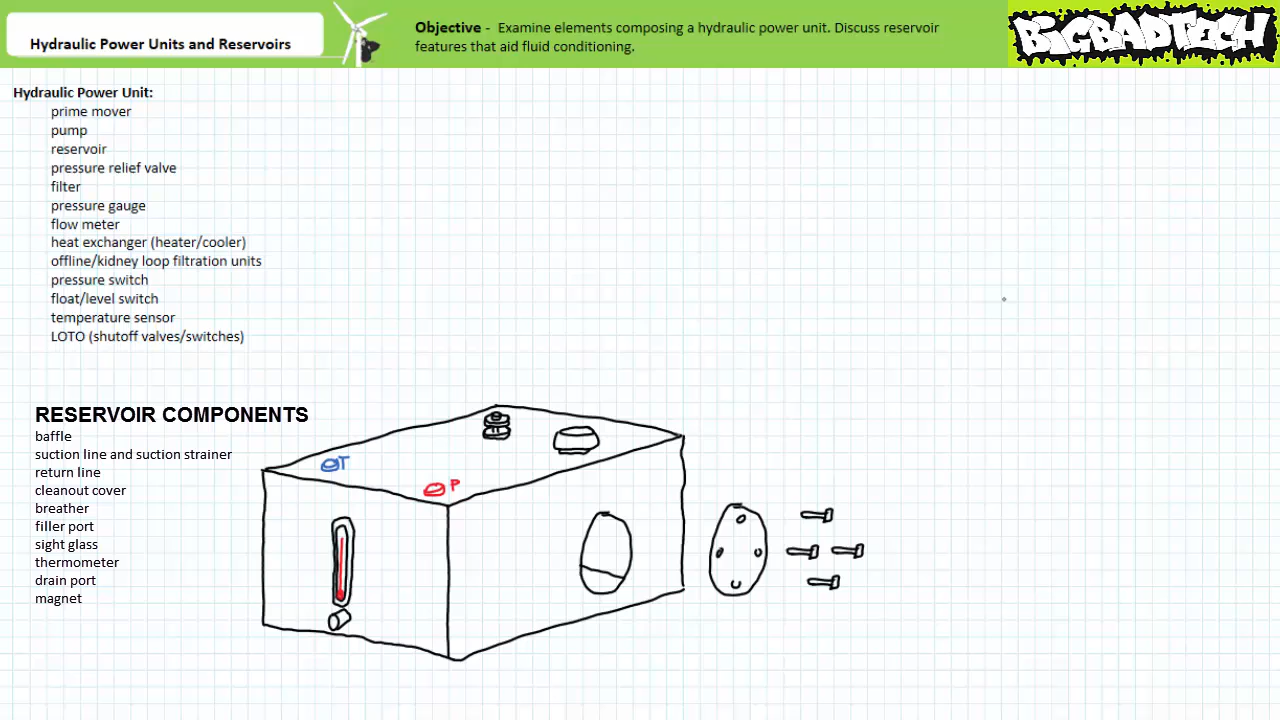 Hydraulic Power Units and Reservoirs
Objective - Examine elements composing a hydraulic power unit. Discuss reservoir
features that aid fluid conditioning.
BIGBADTECH
Hydraulic Power Unit:
prime mover
pump
reservoir
pressure relief valve
filter
pressure gauge
flow meter
heat exchanger (heater/cooler)
offline/kidney loop filtration units
pressure switch
float/level switch
temperature sensor
LOTO (shutoff valves/switches)
RESERVOIR COMPONENTS
baffle
suction line and suction strainer
return line
cleanout cover
breather
filler port
sight glass
thermometer
drain port
magnet
T
P